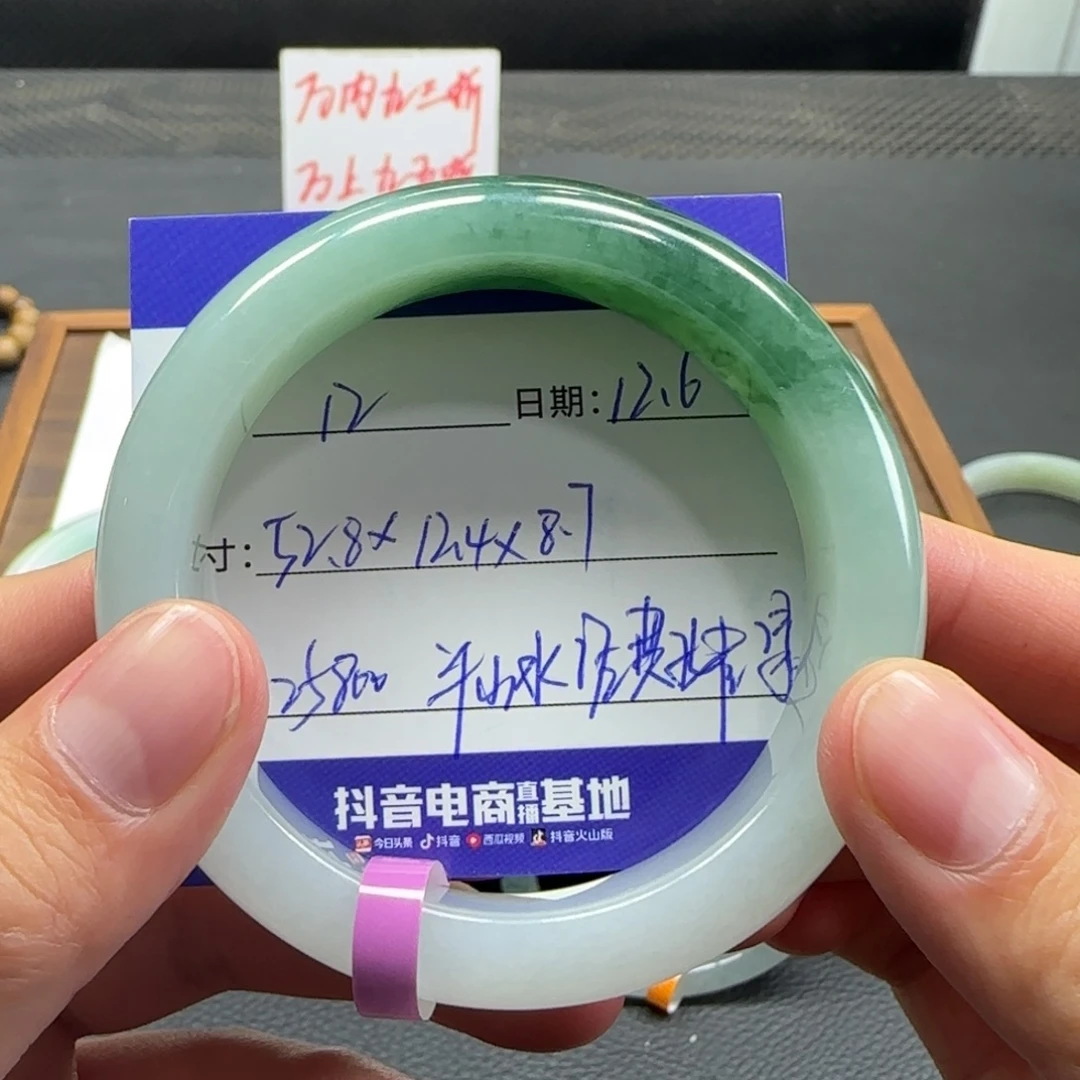 万内九二折
万上九五折
12
日期：12.6
寸：52.8x12.4x8.7
25800 半山水
抖音电商直播基地
今日头条 抖音 西瓜视频 抖音火山版